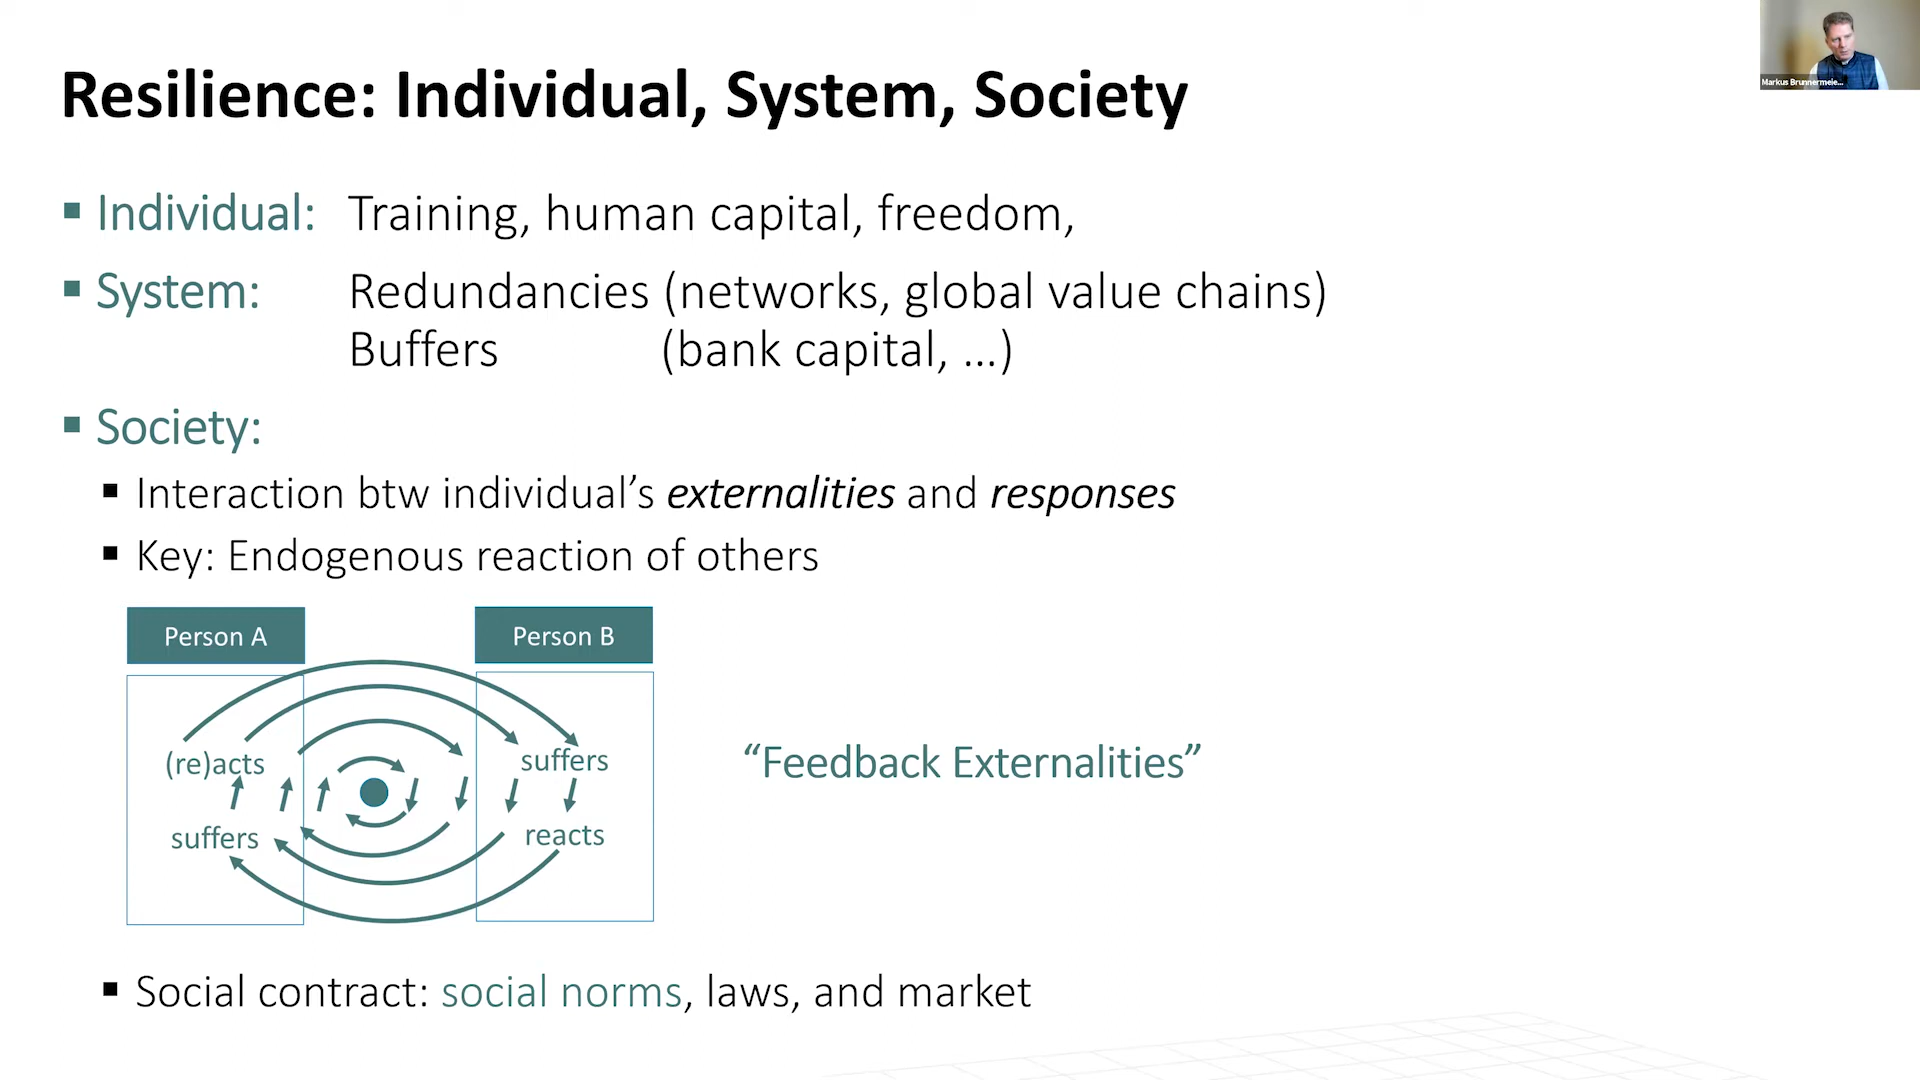 Markus Brunnermeie...
Resilience: Individual, System, Society
▪ Individual: Training, human capital, freedom,
▪ System: Redundancies (networks, global value chains)
Buffers (bank capital, …)
▪ Society:
▪ Interaction btw individual’s externalities and responses
▪ Key: Endogenous reaction of others
Person A Person B
(re)acts suffers
suffers reacts
“Feedback Externalities”
▪ Social contract: social norms, laws, and market